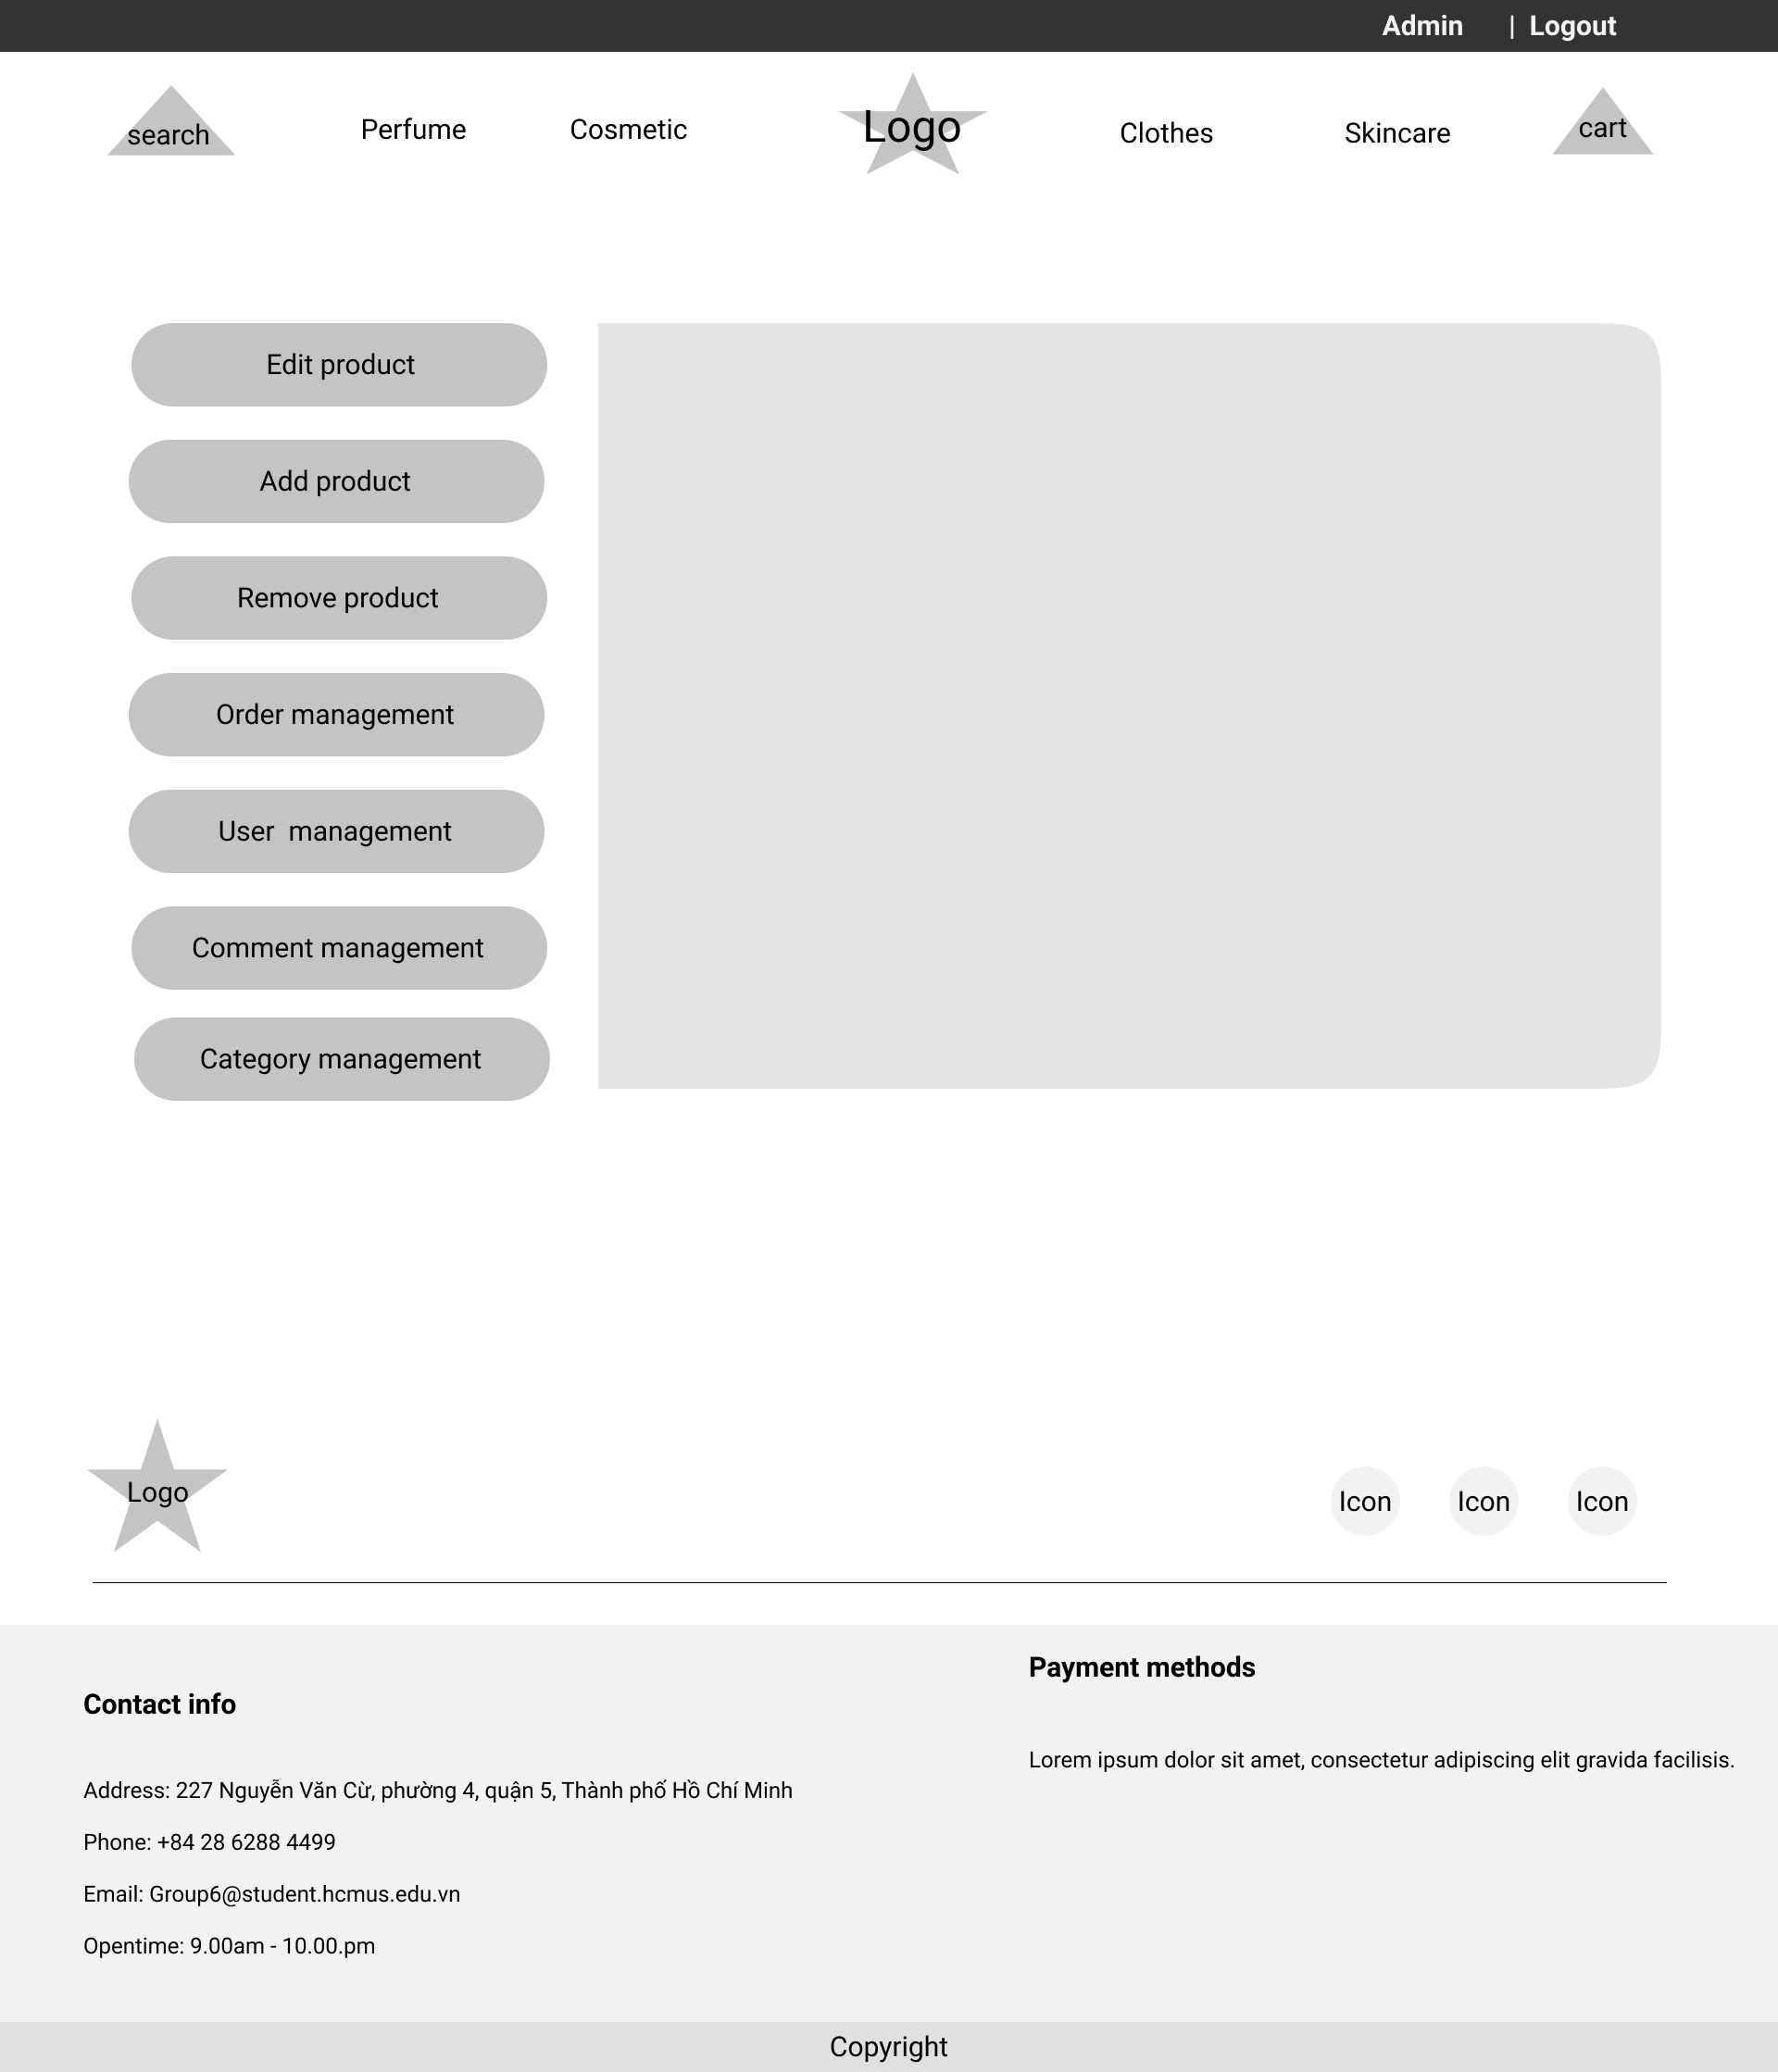 Admin | Logout
search Perfume Cosmetic Logo Clothes Skincare cart
Edit product
Add product
Remove product
Order management
User  management
Comment management
Category management
Logo Icon Icon Icon
Contact info
Address: 227 Nguyễn Văn Cừ, phường 4, quận 5, Thành phố Hồ Chí Minh
Phone: +84 28 6288 4499
Email: Group6@student.hcmus.edu.vn
Opentime: 9.00am - 10.00.pm
Payment methods
Lorem ipsum dolor sit amet, consectetur adipiscing elit gravida facilisis.
Copyright